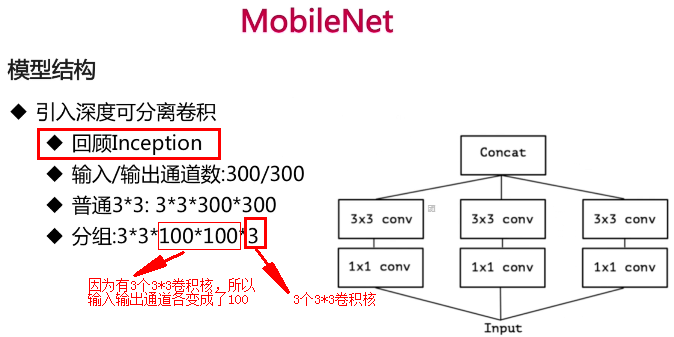 MobileNet
模型结构
◆ 引入深度可分离卷积
◆ 回顾Inception
◆ 输入/输出通道数:300/300
◆ 普通3*3: 3*3*300*300
◆ 分组:3*3*100*100*3
因为有3个3*3卷积核，所以
输入输出通道各变成了100
3个3*3卷积核
Concat
3x3 conv
3x3 conv
3x3 conv
1x1 conv
1x1 conv
1x1 conv
Input